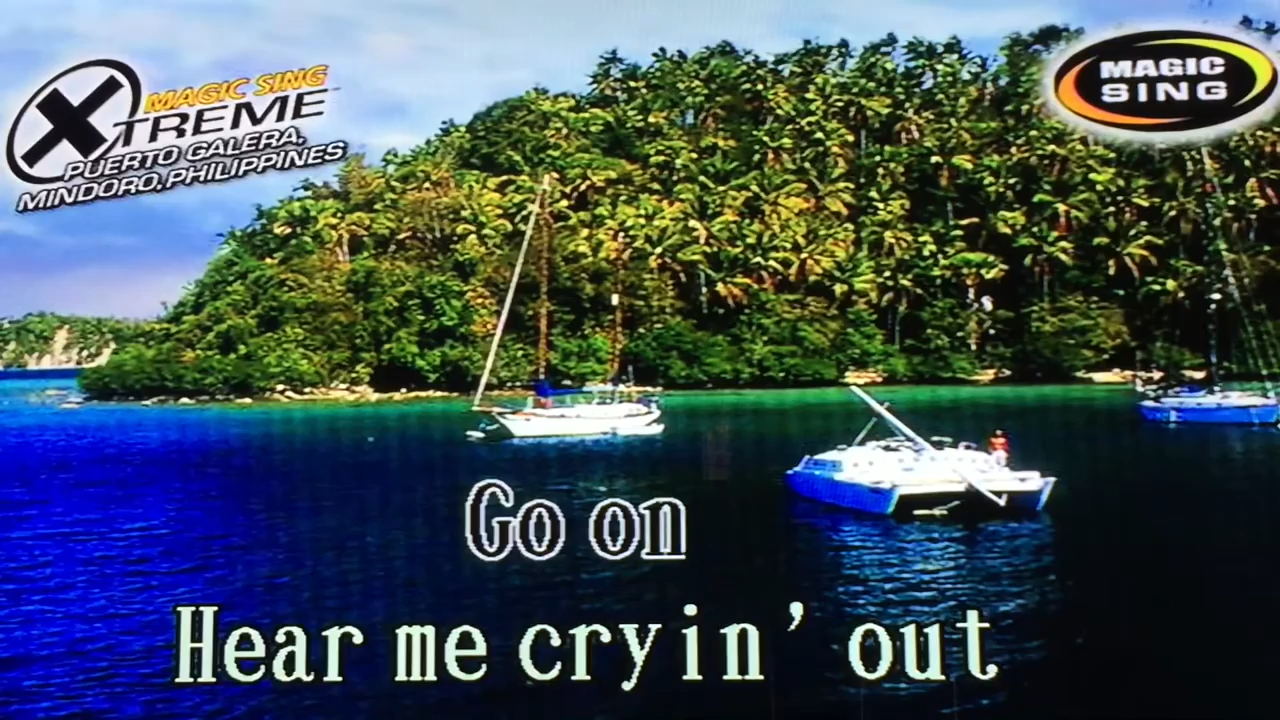 MAGIC SING
XTREME
PUERTO GALERA,
MINDORO, PHILIPPINES
MAGIC
SING
Go on
Hear me cryin' out